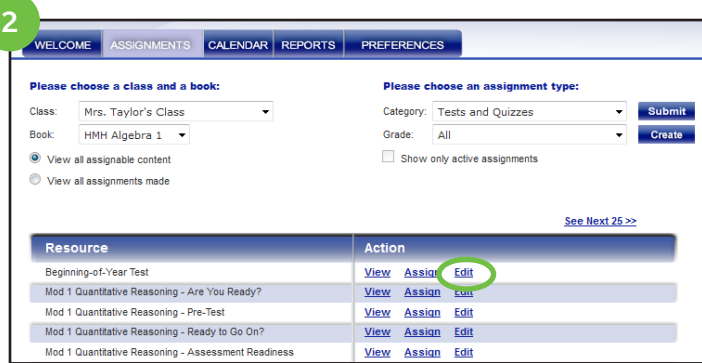 2
WELCOME ASSIGNMENTS CALENDAR REPORTS PREFERENCES
Please choose a class and a book: Please choose an assignment type:
Class: Mrs. Taylor's Class Category: Tests and Quizzes Submit
Book: HMH Algebra 1 Grade: All Create
View all assignable content Show only active assignments
View all assignments made
See Next 25 >>
Resource Action
Beginning-of-Year Test View Assign Edit
Mod 1 Quantitative Reasoning - Are You Ready? View Assign Edit
Mod 1 Quantitative Reasoning - Pre-Test View Assign Edit
Mod 1 Quantitative Reasoning - Ready to Go On? View Assign Edit
Mod 1 Quantitative Reasoning - Assessment Readiness View Assign Edit